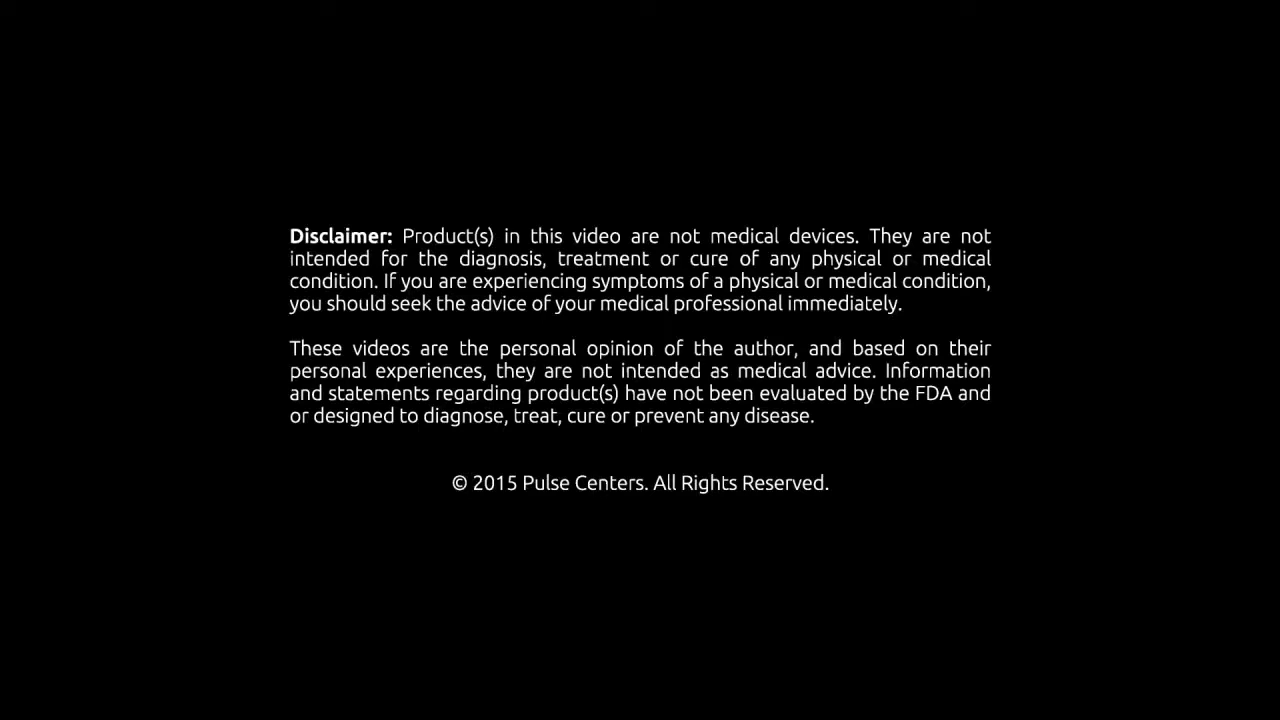 Disclaimer: Product(s) in this video are not medical devices. They are not
intended for the diagnosis, treatment or cure of any physical or medical
condition. If you are experiencing symptoms of a physical or medical condition,
you should seek the advice of your medical professional immediately.
These videos are the personal opinion of the author, and based on their
personal experiences, they are not intended as medical advice. Information
and statements regarding product(s) have not been evaluated by the FDA and
or designed to diagnose, treat, cure or prevent any disease.
© 2015 Pulse Centers. All Rights Reserved.